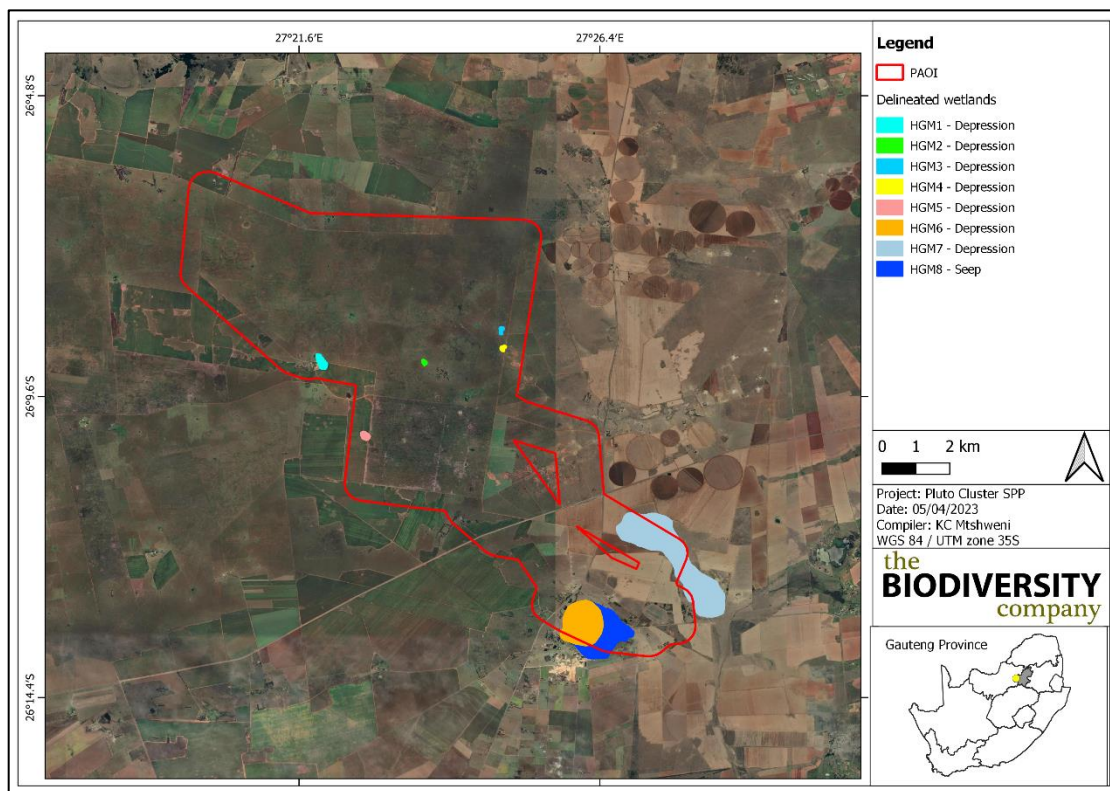 27°21.6'E
27°26.4'E
26°4.8'S
26°9.6'S
26°14.4'S
Legend
PAOI
Delineated wetlands
HGM1 - Depression
HGM2 - Depression
HGM3 - Depression
HGM4 - Depression
HGM5 - Depression
HGM6 - Depression
HGM7 - Depression
HGM8 - Seep
0 1 2 km
Project: Pluto Cluster SPP
Date: 05/04/2023
Compiler: KC Mtshweni
WGS 84 / UTM zone 35S
the
BIODIVERSITY
company
Gauteng Province